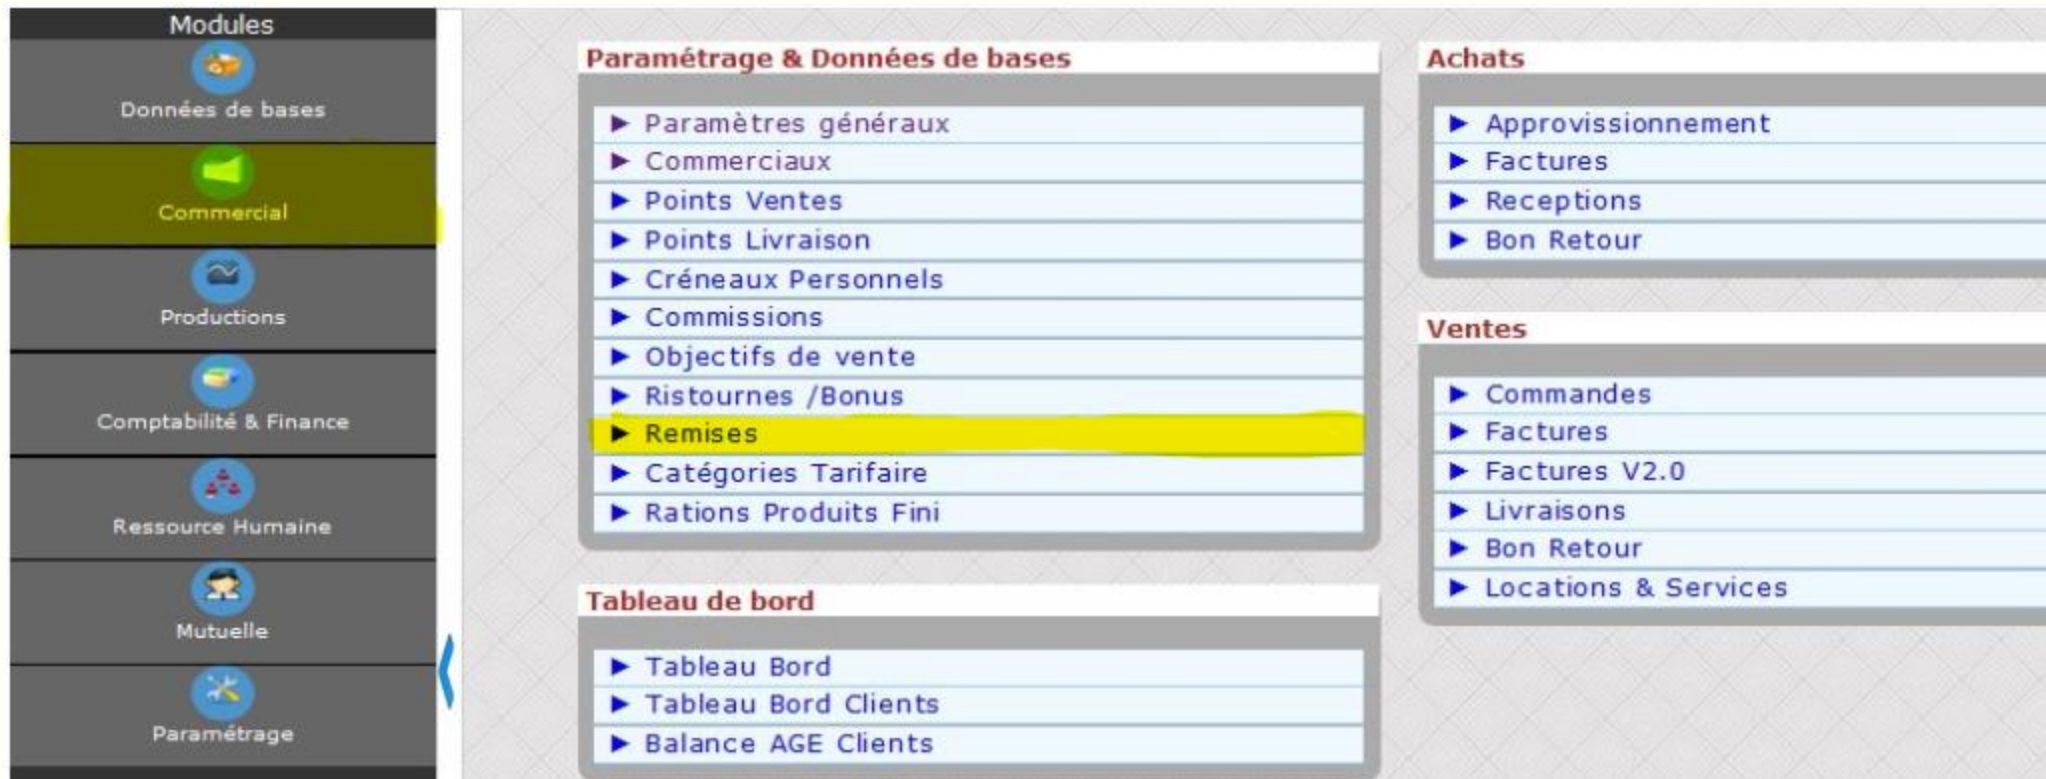 Modules
Données de bases
Commercial
Productions
Comptabilité & Finance
Ressource Humaine
Mutuelle
Paramétrage
Paramétrage & Données de bases
Paramètres généraux
Commerciaux
Points Ventes
Points Livraison
Créneaux Personnels
Commissions
Objectifs de vente
Ristournes /Bonus
Remises
Catégories Tarifaire
Rations Produits Fini
Tableau de bord
Tableau Bord
Tableau Bord Clients
Balance AGE Clients
Achats
Approvissionnement
Factures
Receptions
Bon Retour
Ventes
Commandes
Factures
Factures V2.0
Livraisons
Bon Retour
Locations & Services